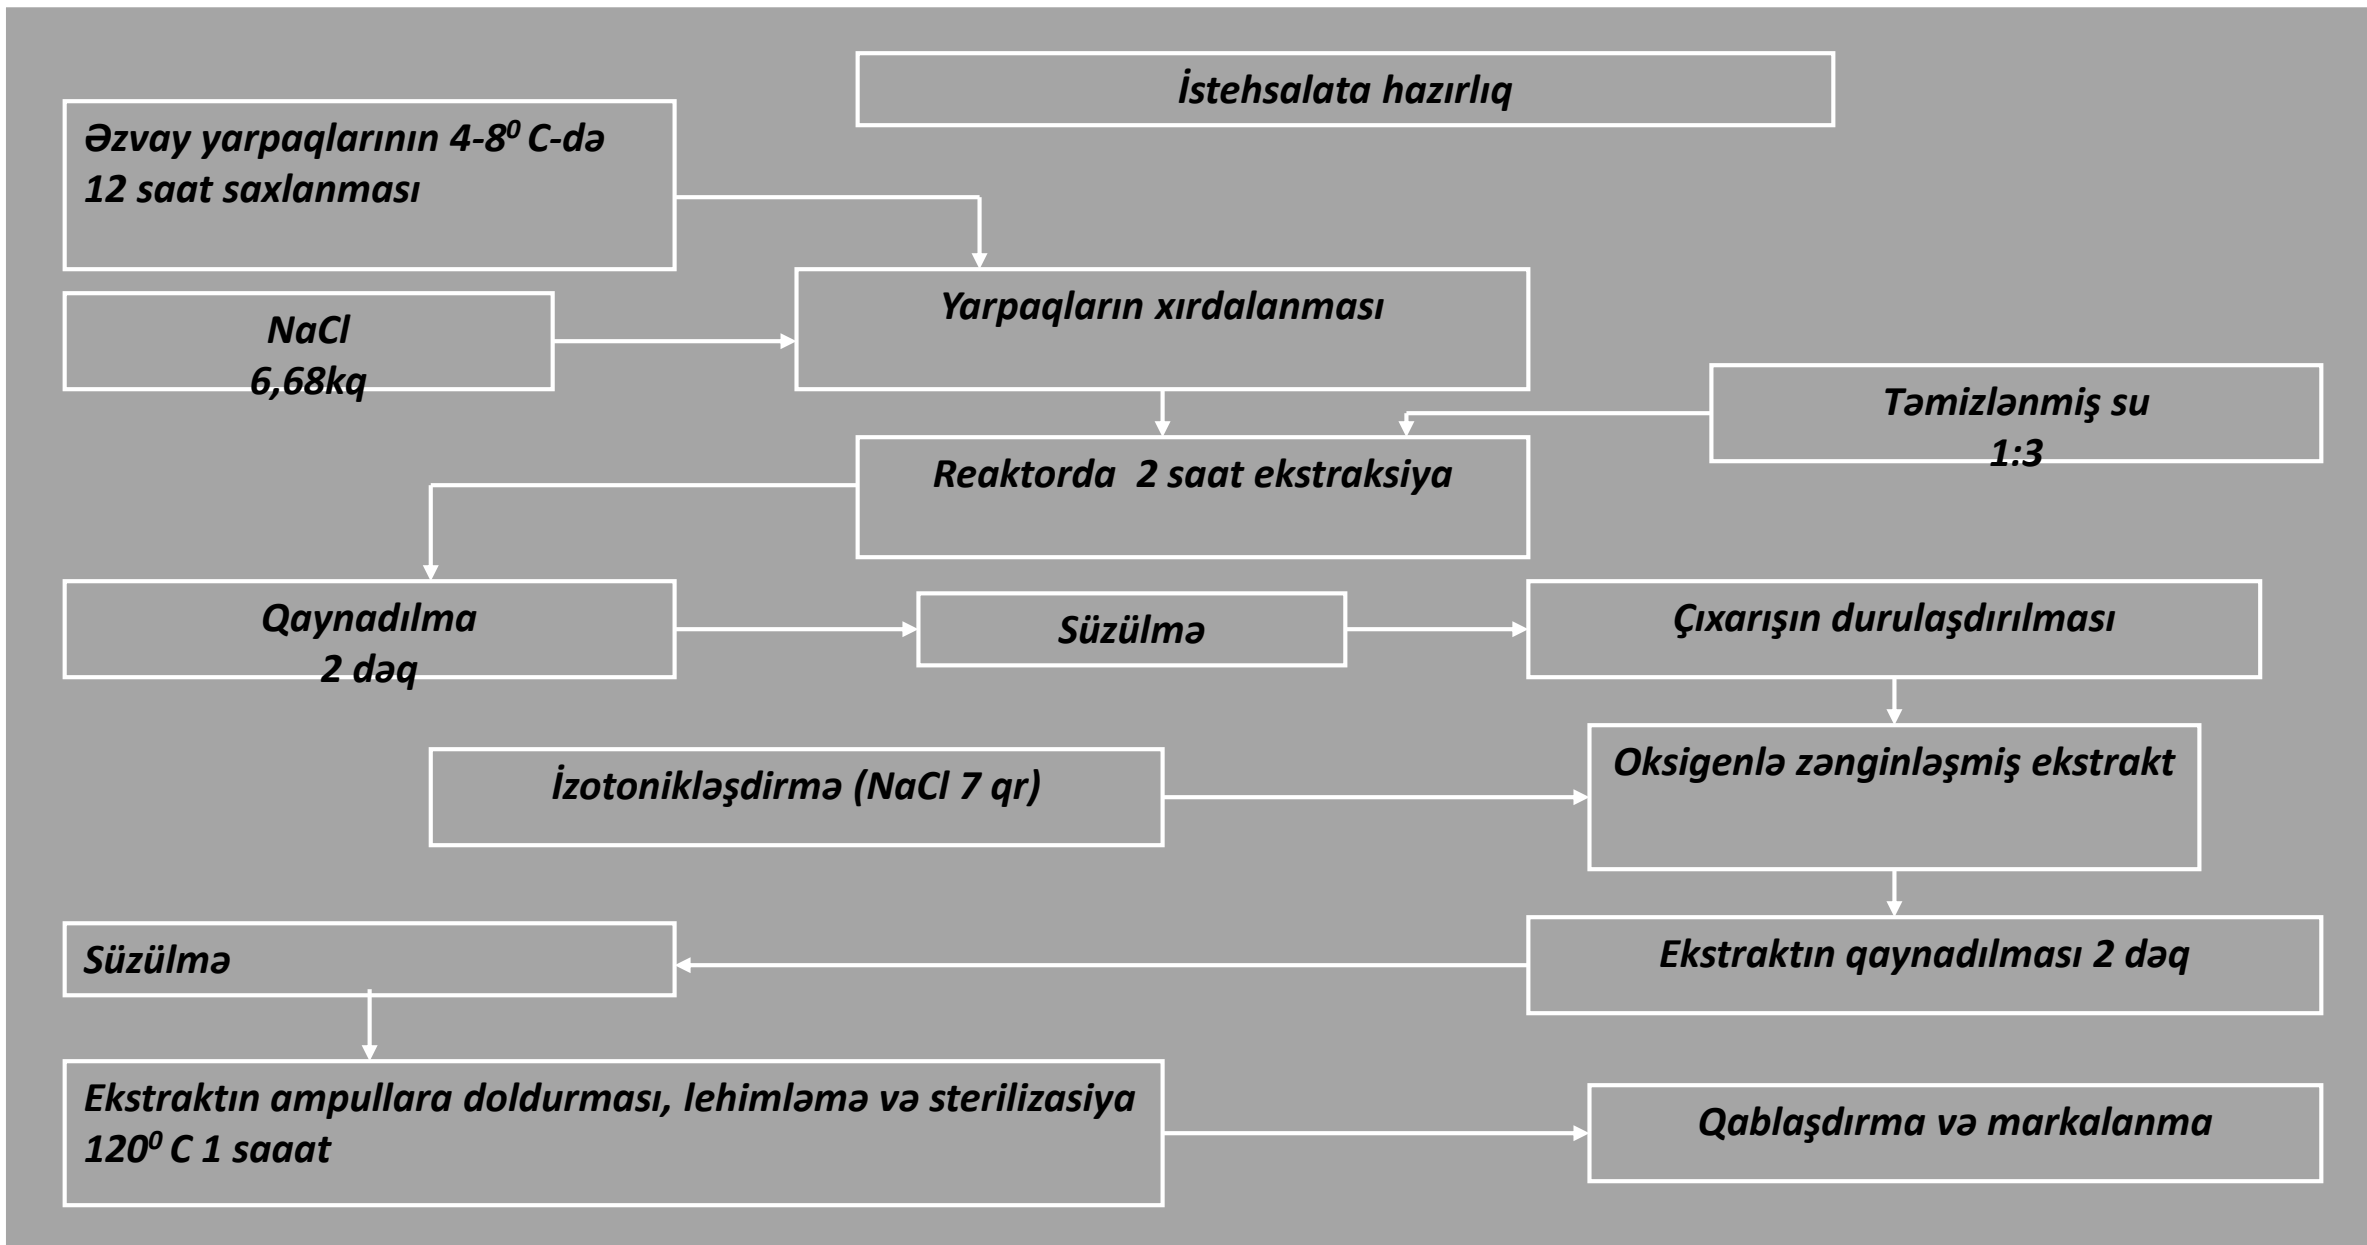 İstehsalata hazırlıq
Əzvay yarpaqlarının 4-8⁰ C-də
12 saat saxlanması
Yarpaqların xırdalanması
NaCl
6,68kq
Təmizlənmiş su
1:3
Reaktorda 2 saat ekstraksiya
Qaynadılma
2 dəq
Süzülmə
Çıxarışın durulaşdırılması
Oksigenlə zənginləşmiş ekstrakt
İzotonikləşdirmə (NaCl 7 qr)
Ekstraktın qaynadılması 2 dəq
Süzülmə
Ekstraktın ampullara doldurması, lehimləmə və sterilizasiya
120⁰ C 1 saaat
Qablaşdırma və markalanma